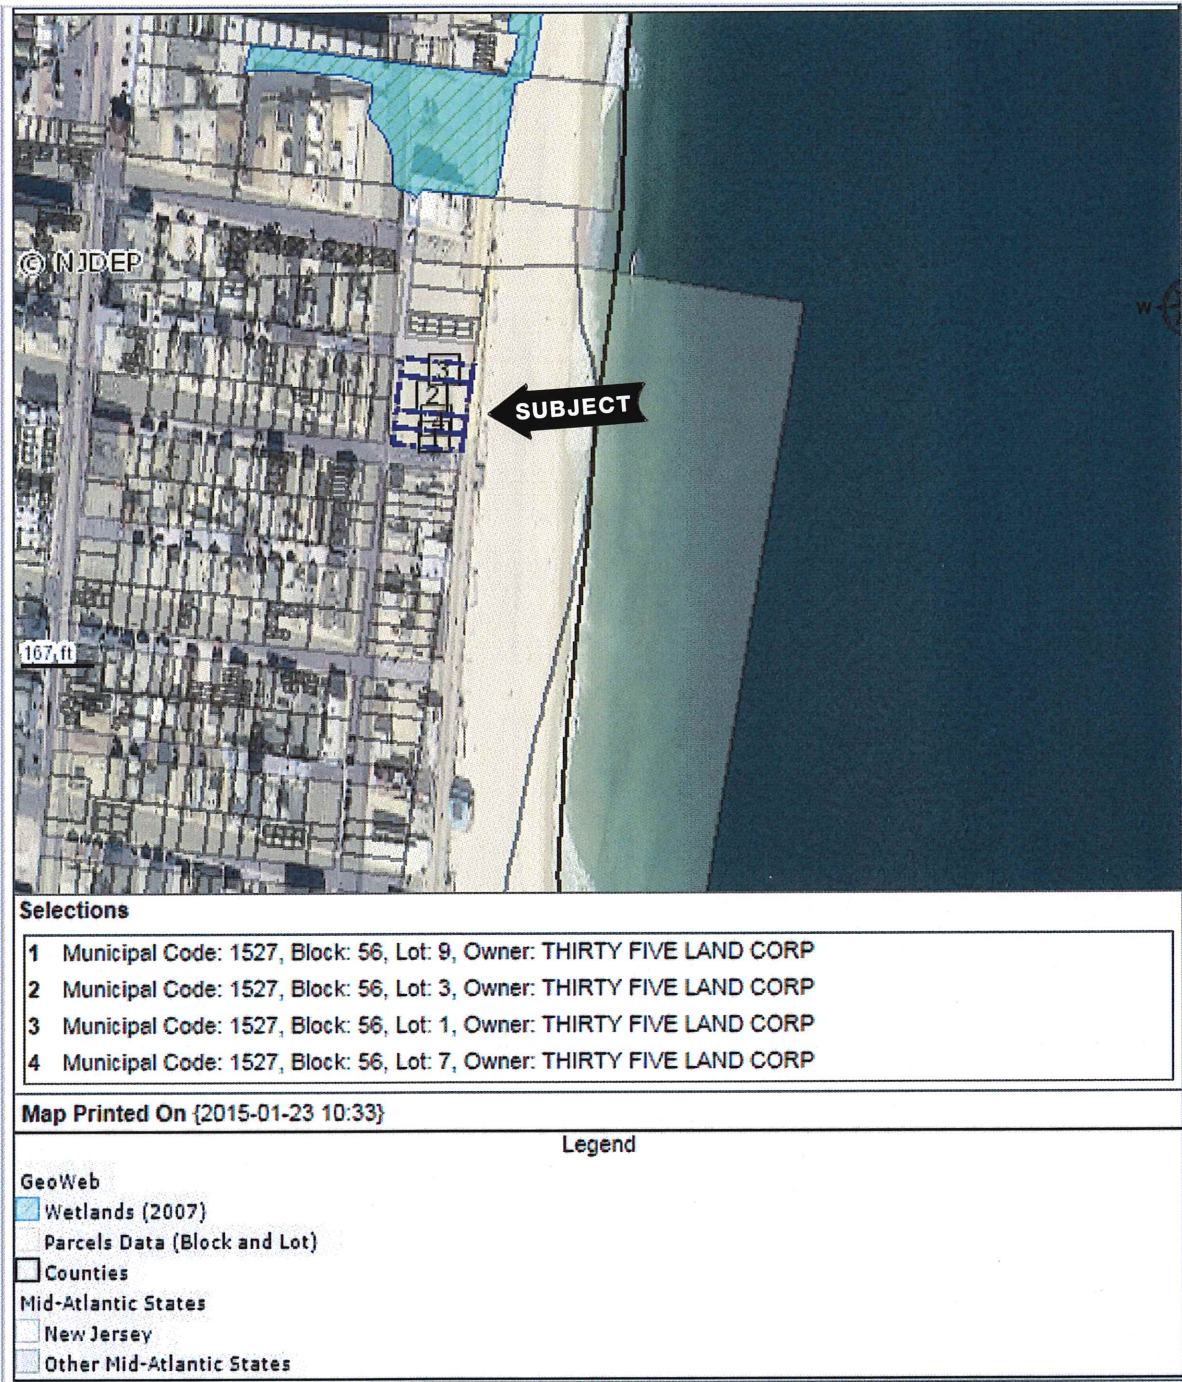 © NJDEP
W
3
2
SUBJECT
4
1
167 ft
Selections
1 Municipal Code: 1527, Block: 56, Lot: 9, Owner: THIRTY FIVE LAND CORP
2 Municipal Code: 1527, Block: 56, Lot: 3, Owner: THIRTY FIVE LAND CORP
3 Municipal Code: 1527, Block: 56, Lot: 1, Owner: THIRTY FIVE LAND CORP
4 Municipal Code: 1527, Block: 56, Lot: 7, Owner: THIRTY FIVE LAND CORP
Map Printed On {2015-01-23 10:33}
Legend
GeoWeb
Wetlands (2007)
Parcels Data (Block and Lot)
Counties
Mid-Atlantic States
New Jersey
Other Mid-Atlantic States